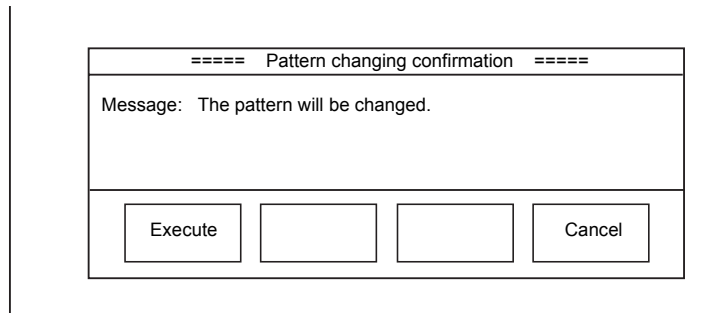 ===== Pattern changing confirmation =====
Message: The pattern will be changed.
Execute Cancel